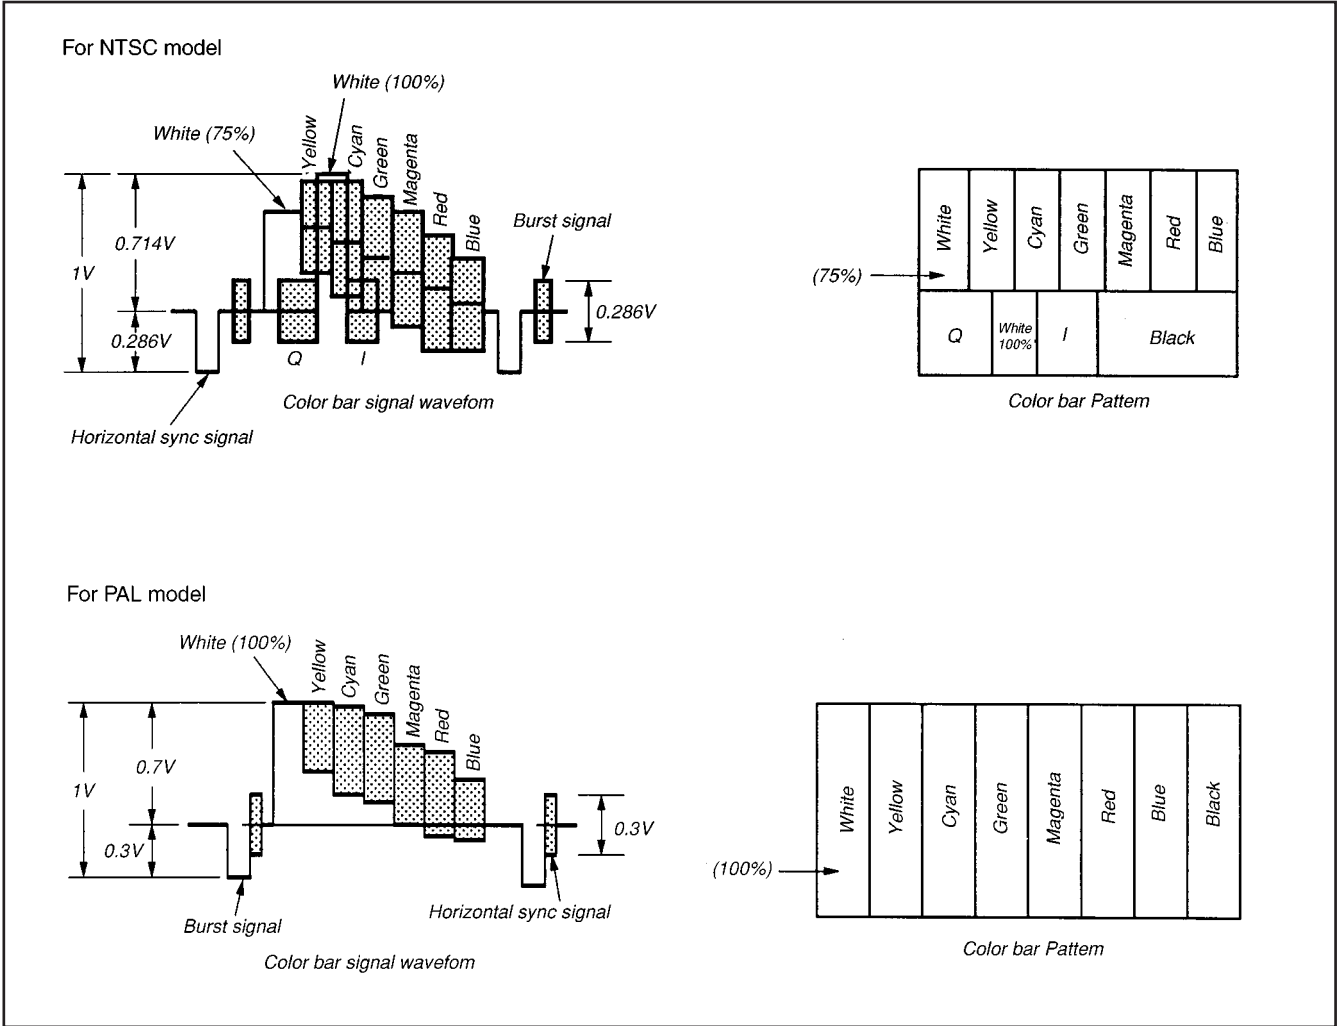 For NTSC model
White (100%)
White (75%)
Yellow
Cyan
Green
Magenta
Red
Blue
Burst signal
0.714V
1V
0.286V
0.286V
Q
I
Color bar signal wavefom
Horizontal sync signal
White
Yellow
Cyan
Green
Magenta
Red
Blue
(75%)
Q
White
100%
I
Black
Color bar Pattem
For PAL model
White (100%)
Yellow
Cyan
Green
Magenta
Red
Blue
0.7V
1V
0.3V
0.3V
Burst signal
Horizontal sync signal
Color bar signal wavefom
White
Yellow
Cyan
Green
Magenta
Red
Blue
Black
(100%)
Color bar Pattem